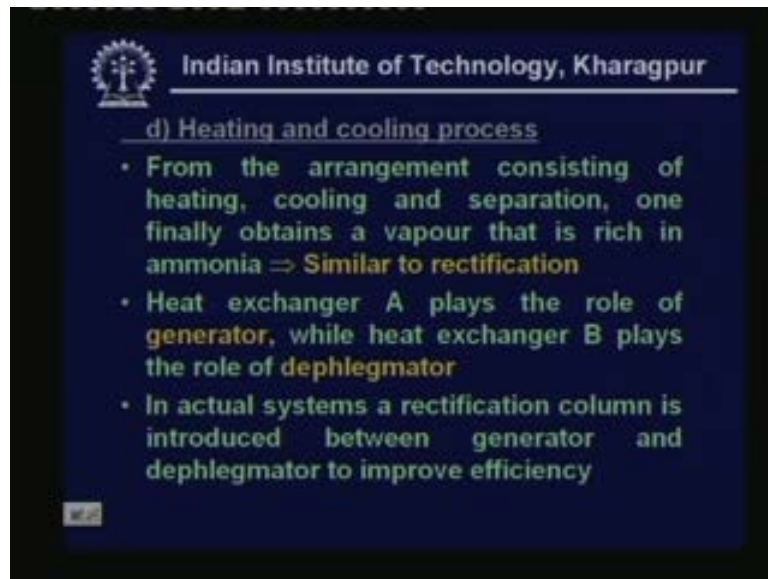 Indian Institute of Technology, Kharagpur
d) Heating and cooling process
• From the arrangement consisting of
heating, cooling and separation, one
finally obtains a vapour that is rich in
ammonia ⇒ Similar to rectification
• Heat exchanger A plays the role of
generator, while heat exchanger B plays
the role of dephlegmator
• In actual systems a rectification column is
introduced between generator and
dephlegmator to improve efficiency